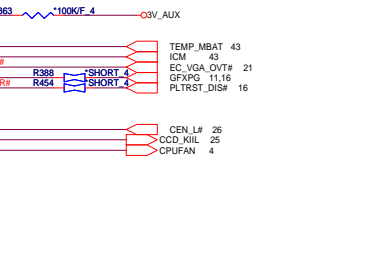 363 *100K/F_4 3V_AUX
TEMP_MBAT 43
ICM 43
# EC_VGA_OVT# 21
R388 *SHORT_4 GFXPG 11,16
R# R454 *SHORT_4 PLTRST_DIS# 16
CEN_L# 26
CCD_KIIL 25
CPUFAN 4